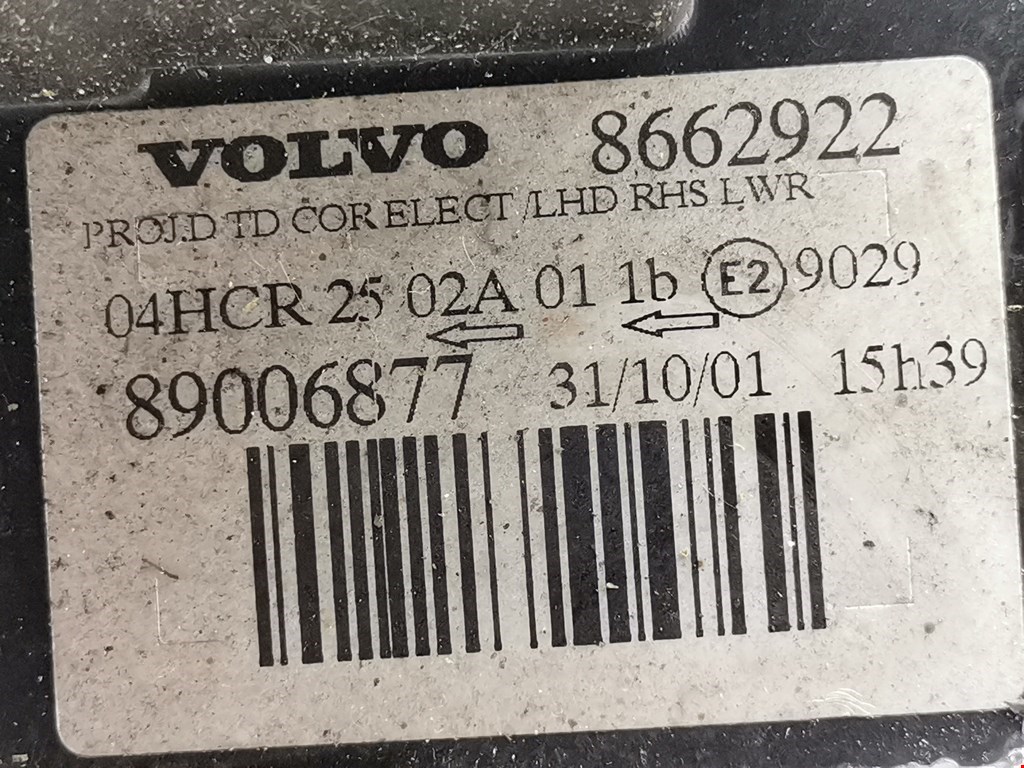 VOLVO 8662922
PROJ.D TD COR ELECT /LHD RHS LWR
04HCR 25 02A 01 1b E2 9029
89006877 31/10/01 15h39